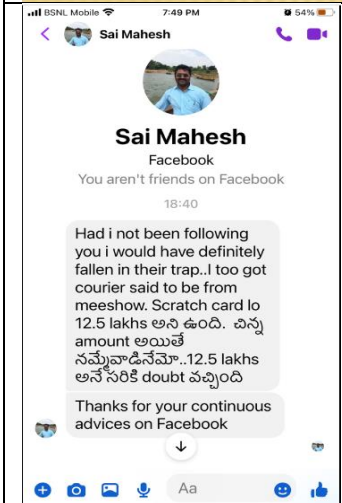 BSNL Mobile 7:49 PM 54%
Sai Mahesh
Sai Mahesh
Facebook
You aren't friends on Facebook
18:40
Had i not been following
you i would have definitely
fallen in their trap..I too got
courier said to be from
meeshow. Scratch card lo
12.5 lakhs అని ఉంది. చిన్న
amount అయితే
నమ్మేవాడినేమో..12.5 lakhs
అనే సరికి doubt వచ్చింది
Thanks for your continuous
advices on Facebook
Aa